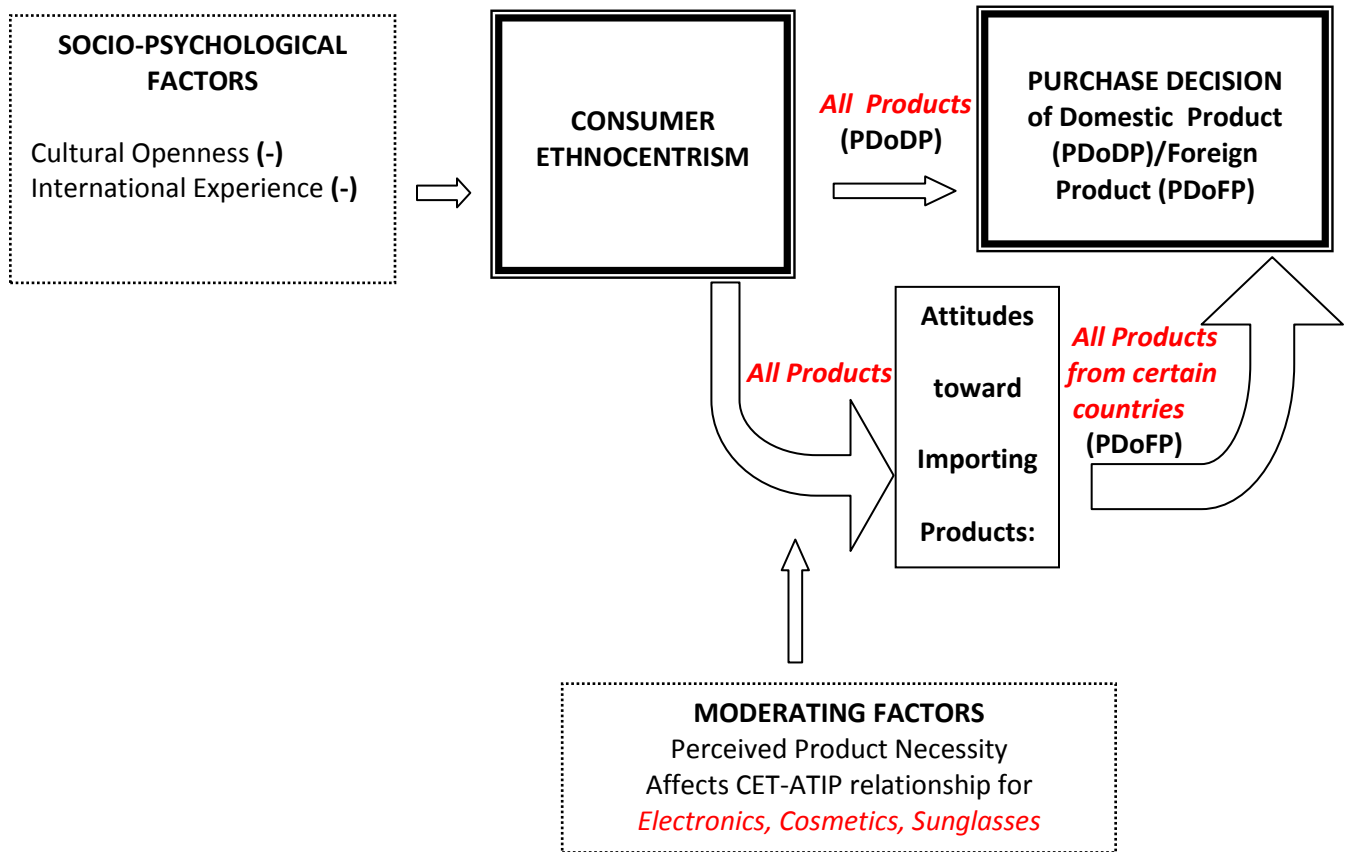 SOCIO-PSYCHOLOGICAL
FACTORS
Cultural Openness (-)
International Experience (-)
CONSUMER
ETHNOCENTRISM
All Products
(PDoDP)
PURCHASE DECISION
of Domestic Product
(PDoDP)/Foreign
Product (PDoFP)
All Products
Attitudes
toward
Importing
Products:
All Products
from certain
countries
(PDoFP)
MODERATING FACTORS
Perceived Product Necessity
Affects CET-ATIP relationship for
Electronics, Cosmetics, Sunglasses